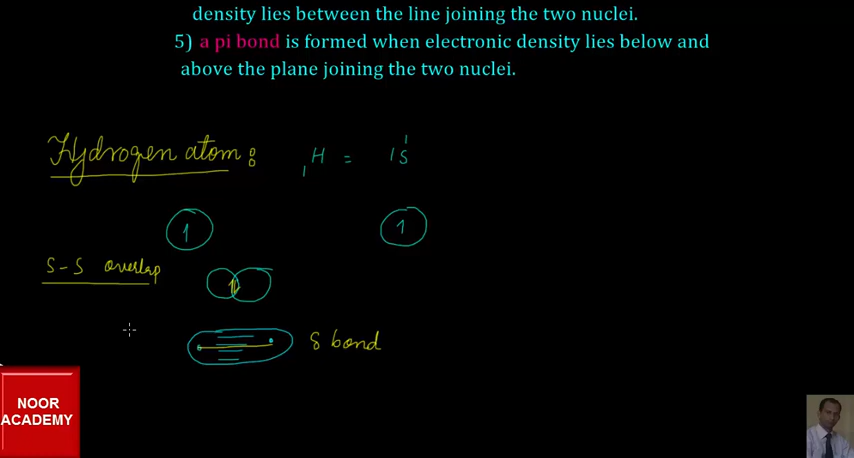 density lies between the line joining the two nuclei.
5) a pi bond is formed when electronic density lies below and
above the plane joining the two nuclei.
Hydrogen atom : ₁H = 1s¹
1 1
S-S overlap 1
δ bond
NOOR
ACADEMY